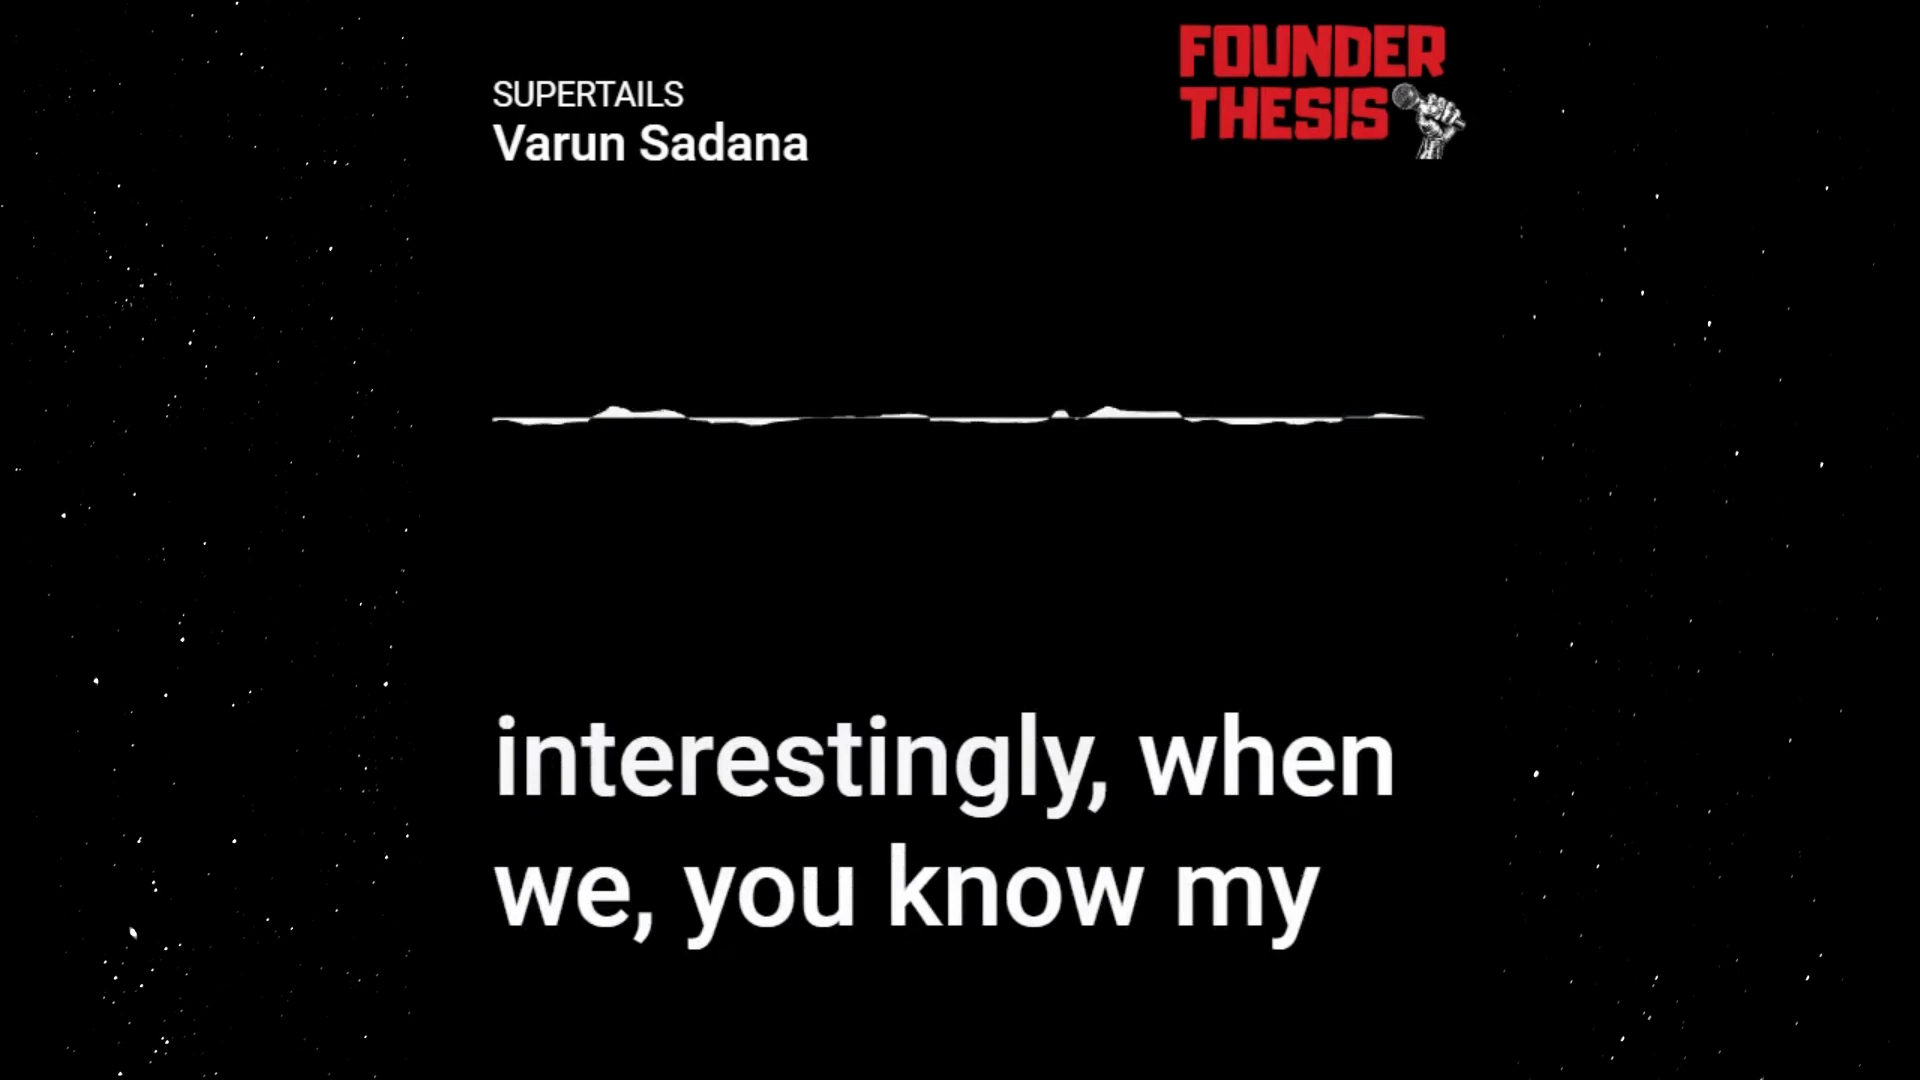 SUPERTAILS
Varun Sadana
FOUNDER
THESIS
interestingly, when
we, you know my